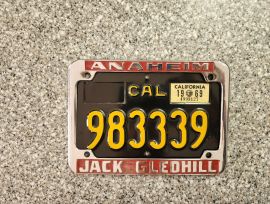 ANAHEIM
CALIFORNIA
CAL 19 69
983339
JACK GLEDHILL